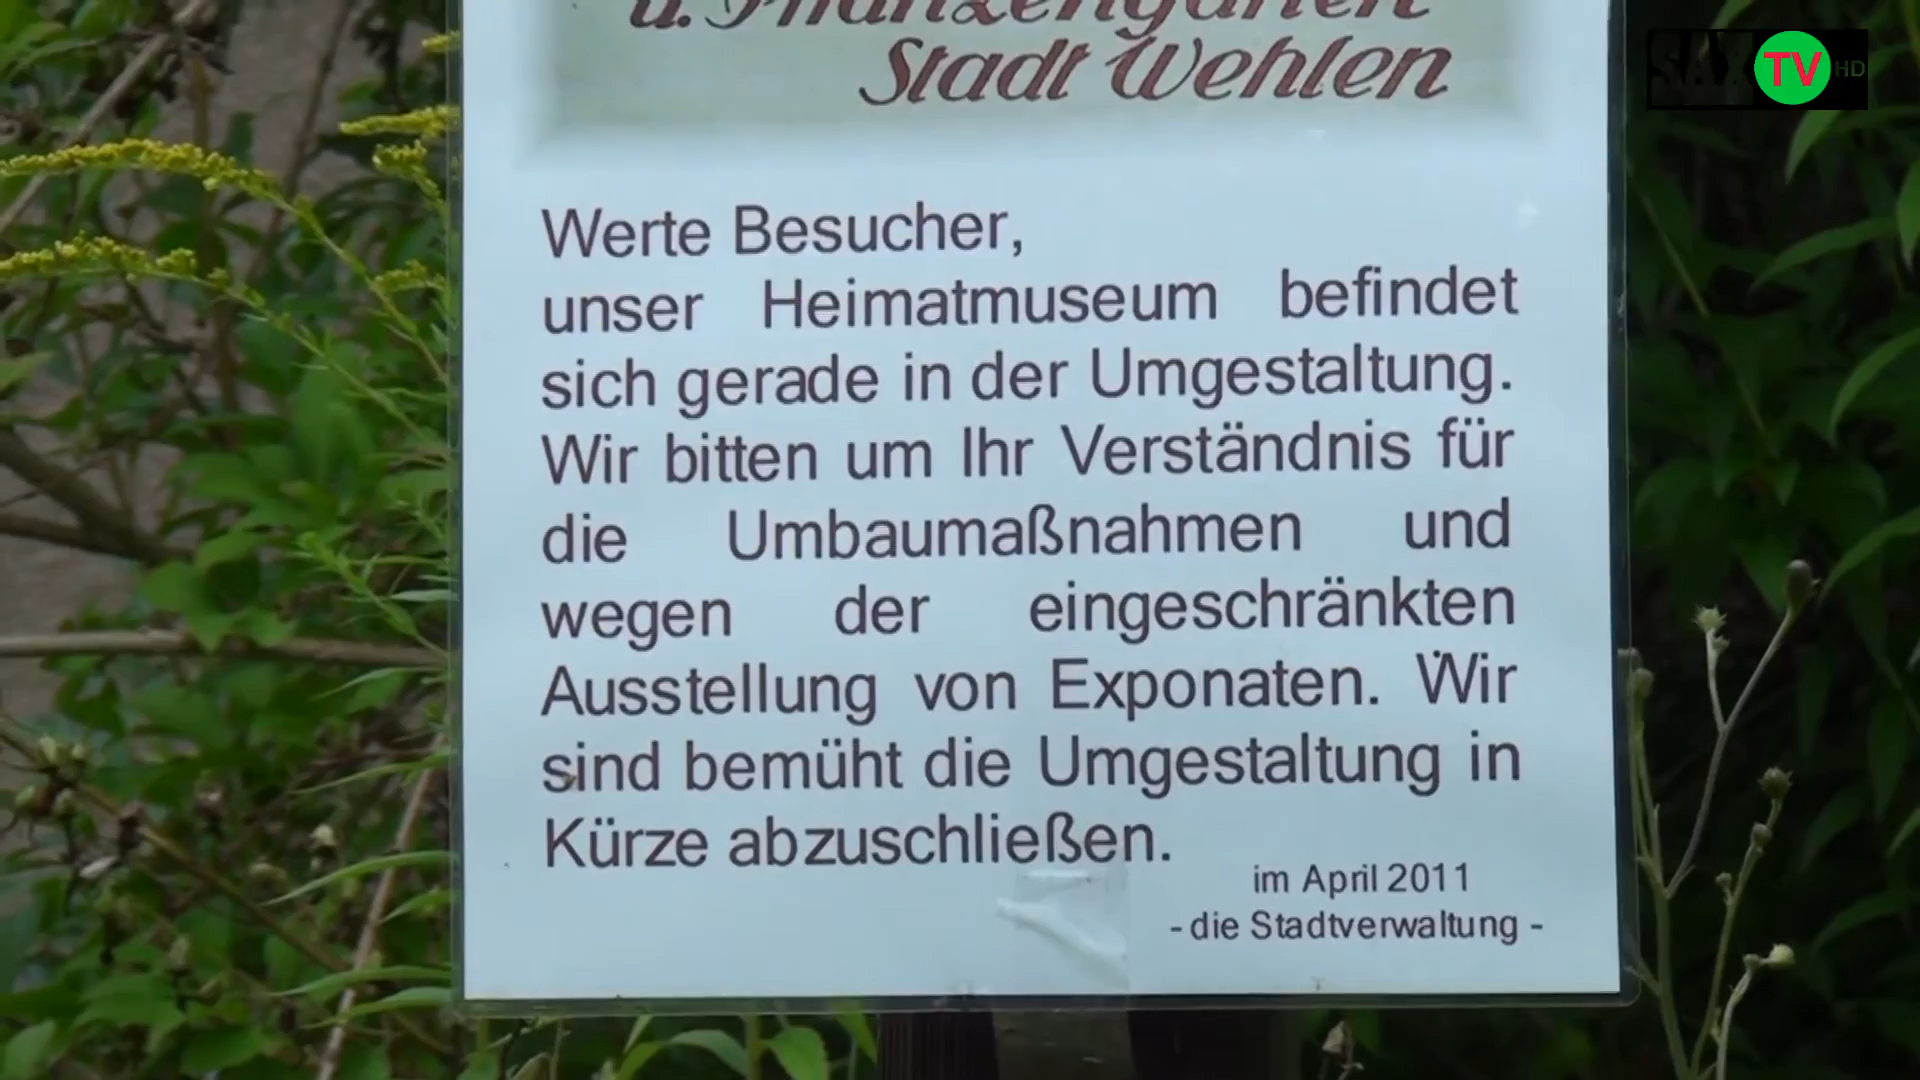 u. Pflanzengarten
Stadt Wehlen
SAX TV HD
Werte Besucher,
unser Heimatmuseum befindet
sich gerade in der Umgestaltung.
Wir bitten um Ihr Verständnis für
die Umbaumaßnahmen und
wegen der eingeschränkten
Ausstellung von Exponaten. Wir
sind bemüht die Umgestaltung in
Kürze abzuschließen.
im April 2011
- die Stadtverwaltung -